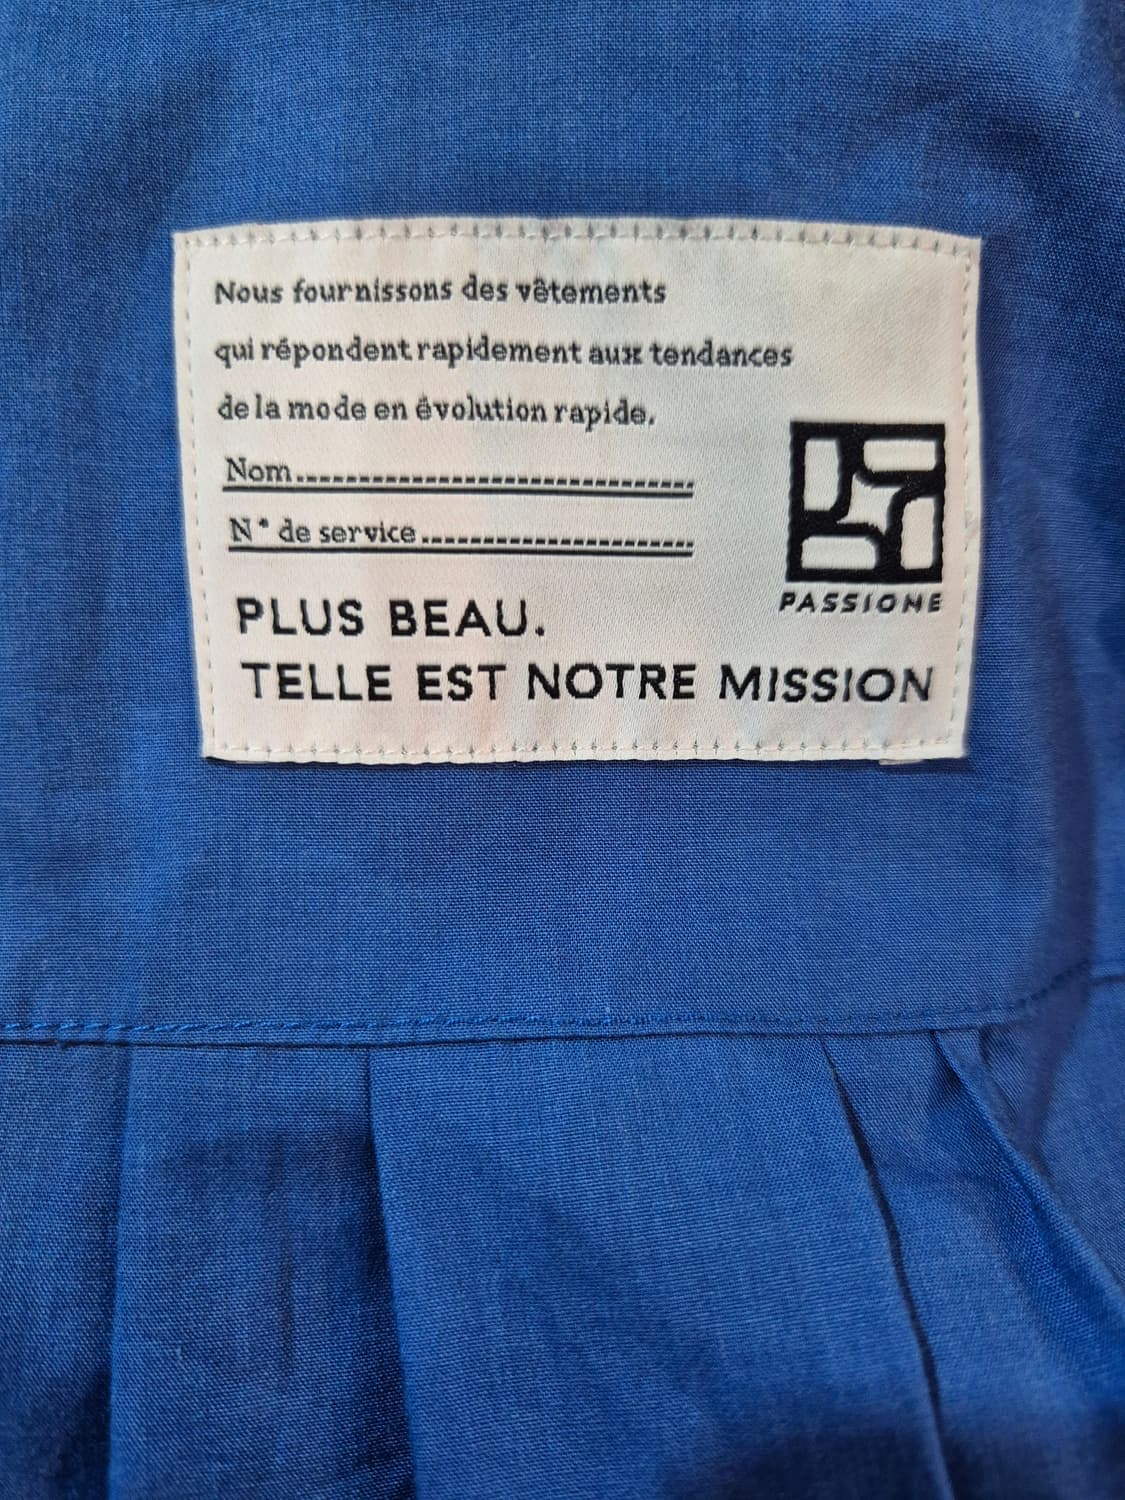 Nous fournissons des vêtements
qui répondent rapidement aux tendances
de la mode en évolution rapide.
Nom
N° de service
PASSIONE
PLUS BEAU.
TELLE EST NOTRE MISSION